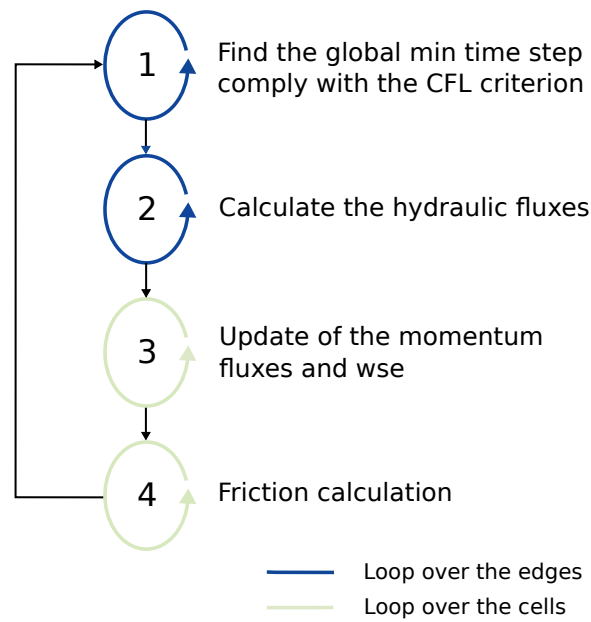 1
Find the global min time step
comply with the CFL criterion
2
Calculate the hydraulic fluxes
3
Update of the momentum
fluxes and wse
4
Friction calculation
Loop over the edges
Loop over the cells